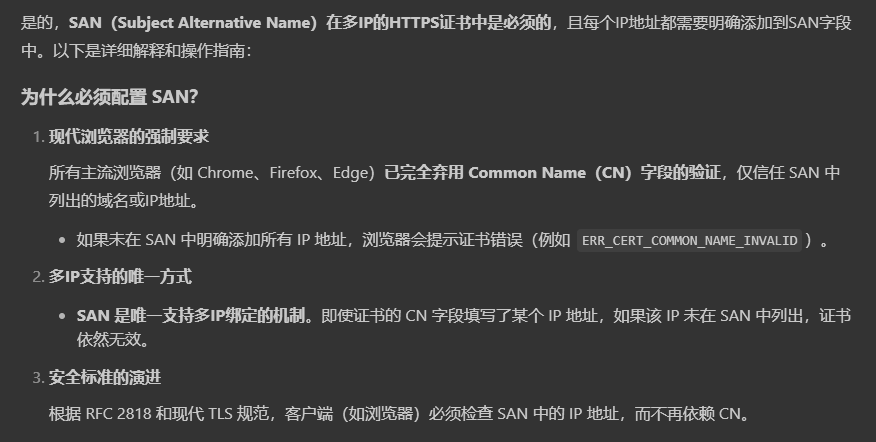 是的，SAN（Subject Alternative Name）在多IP的HTTPS证书中是必须的，且每个IP地址都需要明确添加到SAN字段
中。以下是详细解释和操作指南：
为什么必须配置 SAN？
1. 现代浏览器的强制要求
所有主流浏览器（如 Chrome、Firefox、Edge）已完全弃用 Common Name（CN）字段的验证，仅信任 SAN 中
列出的域名或IP地址。
• 如果未在 SAN 中明确添加所有 IP 地址，浏览器会提示证书错误（例如 ERR_CERT_COMMON_NAME_INVALID）。
2. 多IP支持的唯一方式
• SAN 是唯一支持多IP绑定的机制。即使证书的 CN 字段填写了某个 IP 地址，如果该 IP 未在 SAN 中列出，证书
依然无效。
3. 安全标准的演进
根据 RFC 2818 和现代 TLS 规范，客户端（如浏览器）必须检查 SAN 中的 IP 地址，而不再依赖 CN。